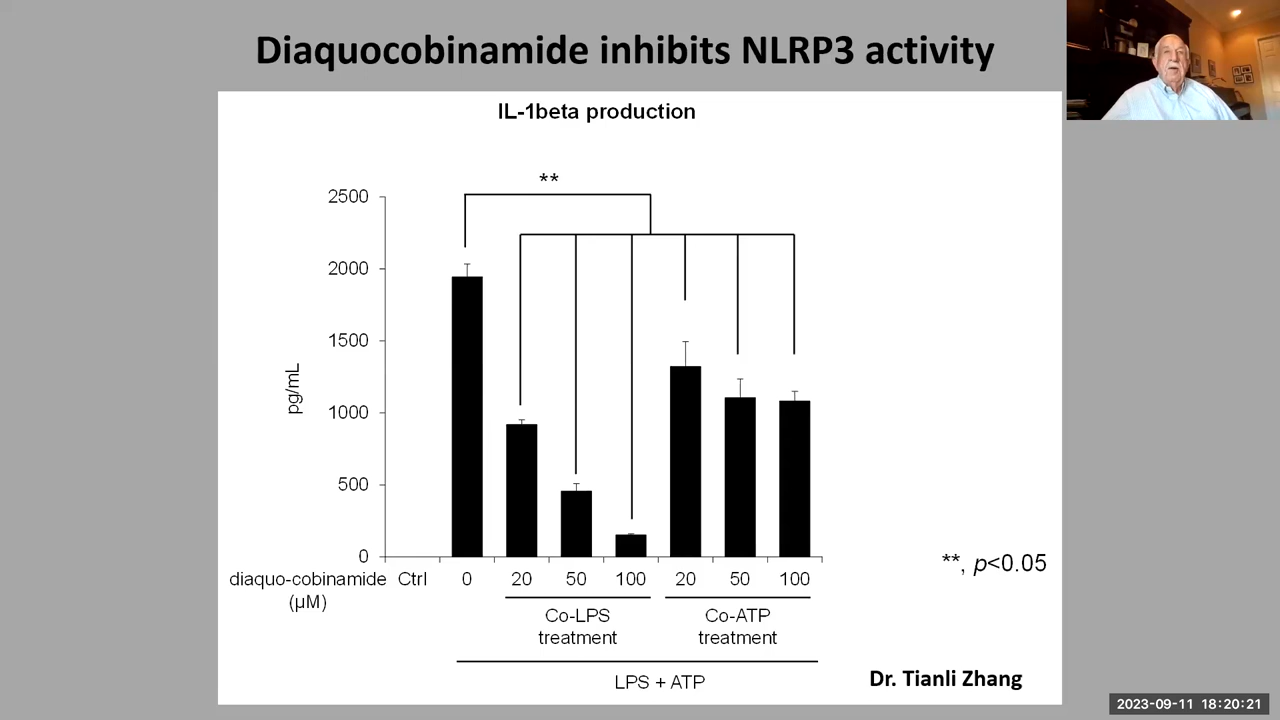 Diaquocobinamide inhibits NLRP3 activity
IL-1beta production
**
2500
2000
1500
1000
500
0
pg/mL
diaquo-cobinamide Ctrl 0 20 50 100 20 50 100
(µM)
Co-LPS Co-ATP
treatment treatment
LPS + ATP
**, p<0.05
Dr. Tianli Zhang
2023-09-11 18:20:21